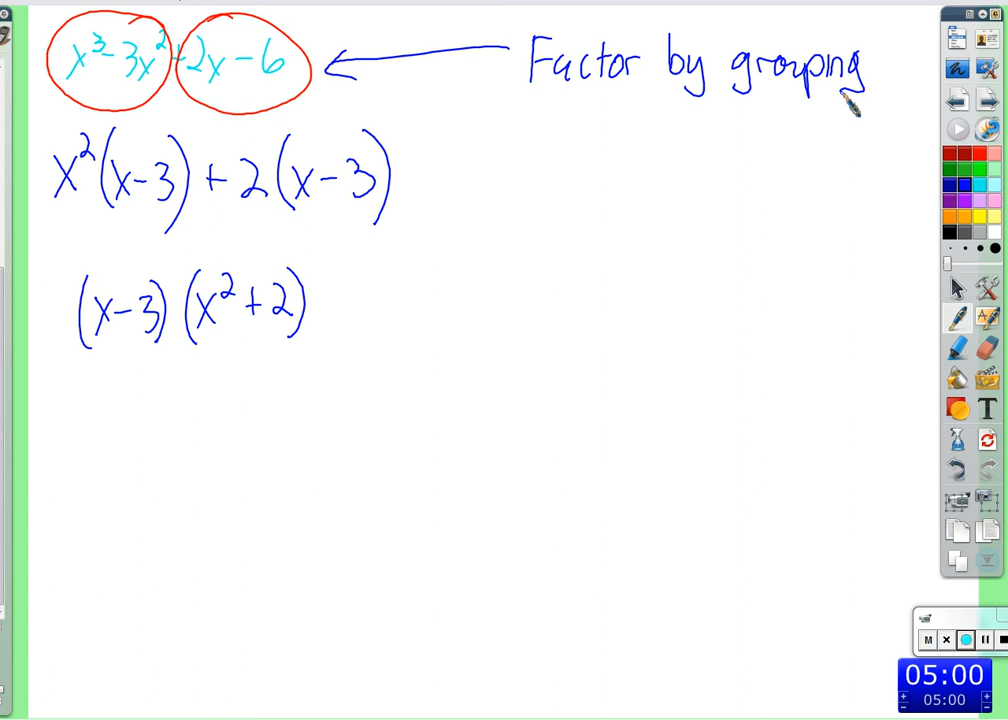 x³ - 3x² + 2x - 6 Factor by grouping
x²(x-3) + 2(x-3)
(x-3)(x²+2)
T
M
05:00
05:00